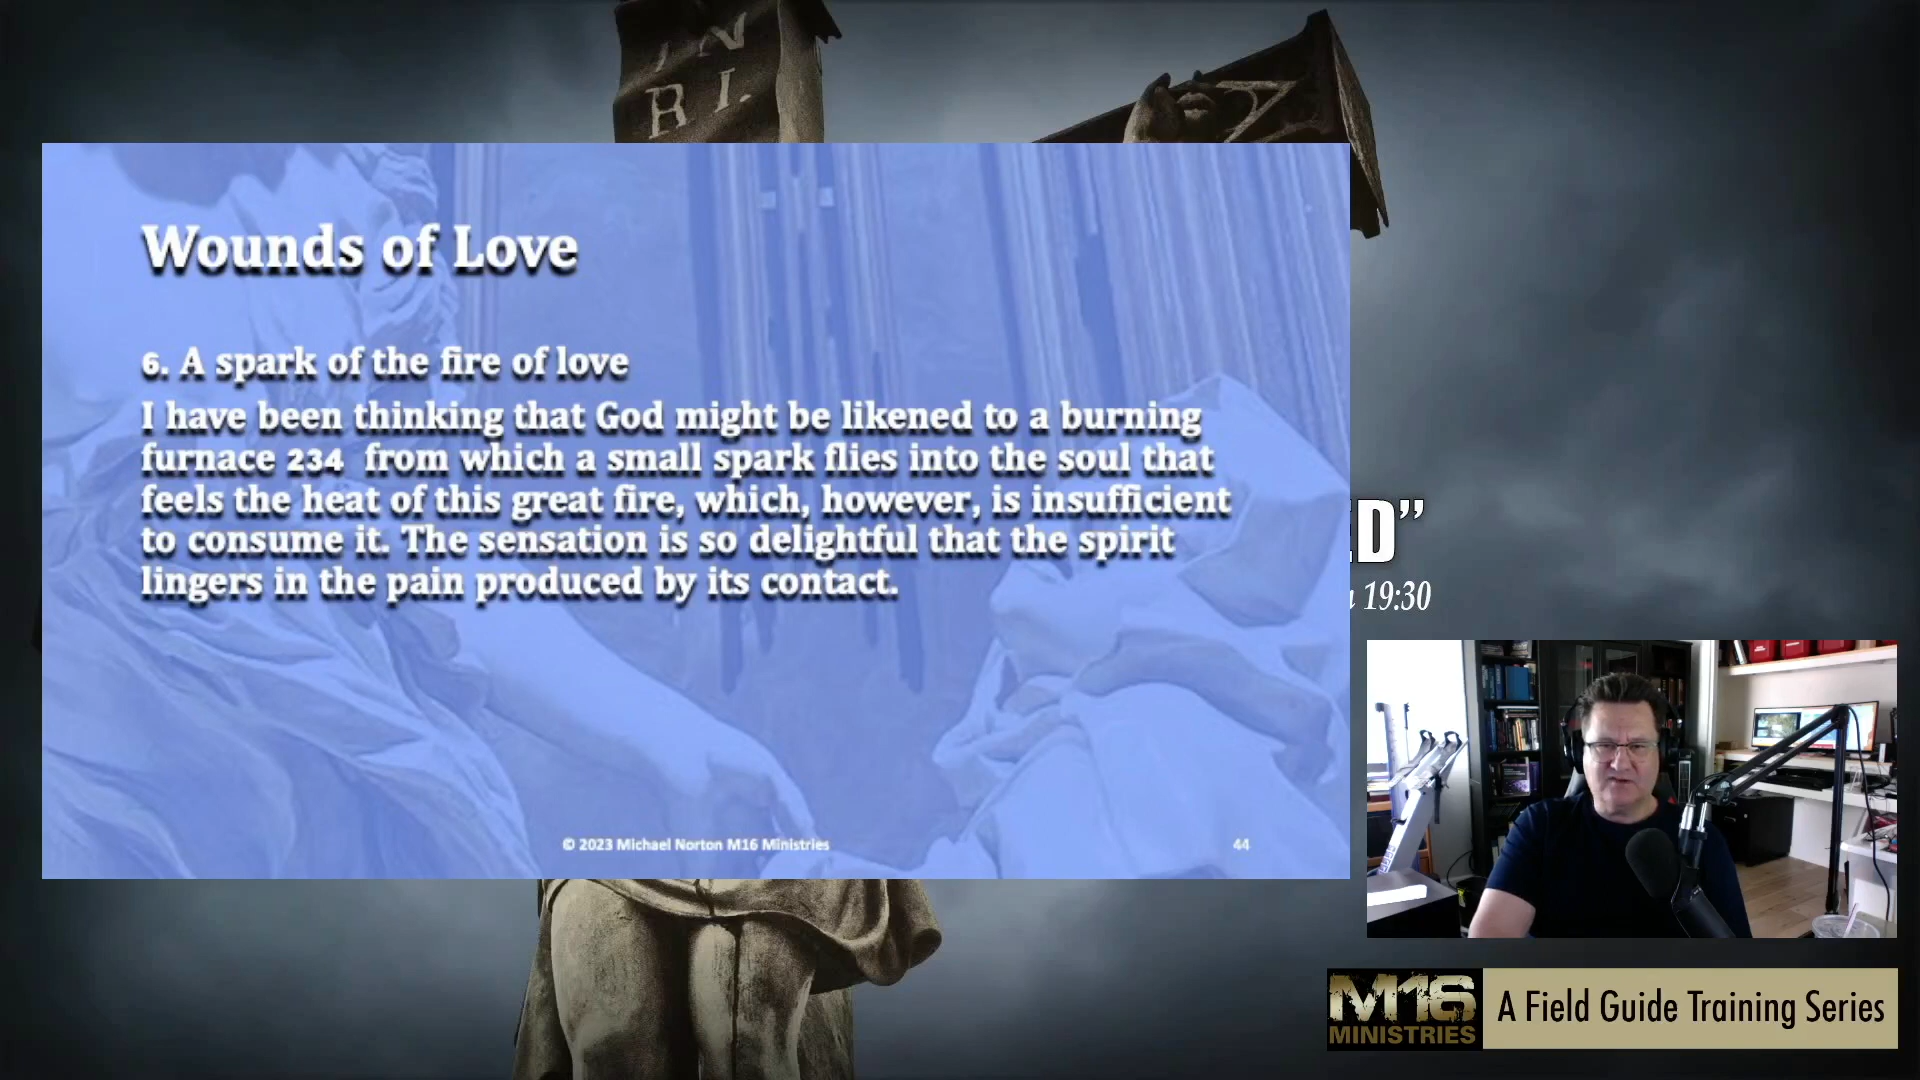 IN
R I.
Wounds of Love
6. A spark of the fire of love
I have been thinking that God might be likened to a burning
furnace 234 from which a small spark flies into the soul that
feels the heat of this great fire, which, however, is insufficient
to consume it. The sensation is so delightful that the spirit
lingers in the pain produced by its contact.
© 2023 Michael Norton M16 Ministries
44
ED”
19:30
M16
MINISTRIES
A Field Guide Training Series